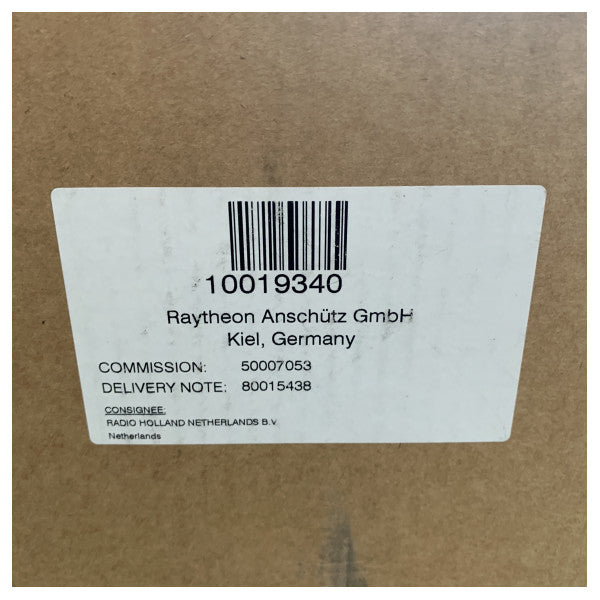 10019340
Raytheon Anschütz GmbH
Kiel, Germany
COMMISSION: 50007053
DELIVERY NOTE: 80015438
CONSIGNEE:
RADIO HOLLAND NETHERLANDS B.V.
Netherlands